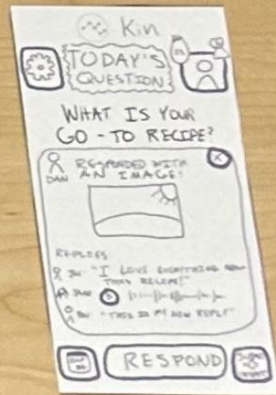 Kin
TODAY'S
QUESTION
WHAT IS YOUR
GO-TO RECIPE?
DAN
RESPONDED WITH
AN IMAGE:
X
REPLIES
"I LOVE EVERYTHING
THIS RECIPE!"
"THIS IS MY NEW REPLY"
RESPOND